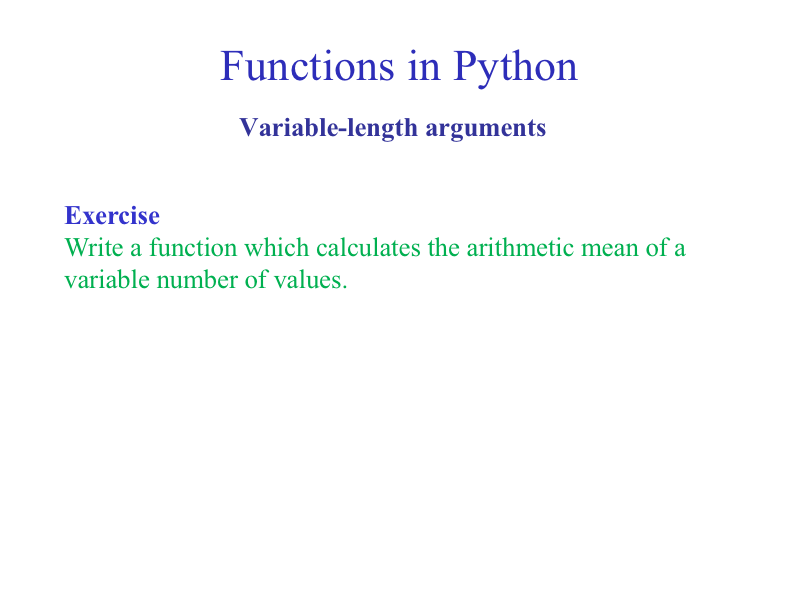 Functions in Python
Variable-length arguments
Exercise
Write a function which calculates the arithmetic mean of a
variable number of values.